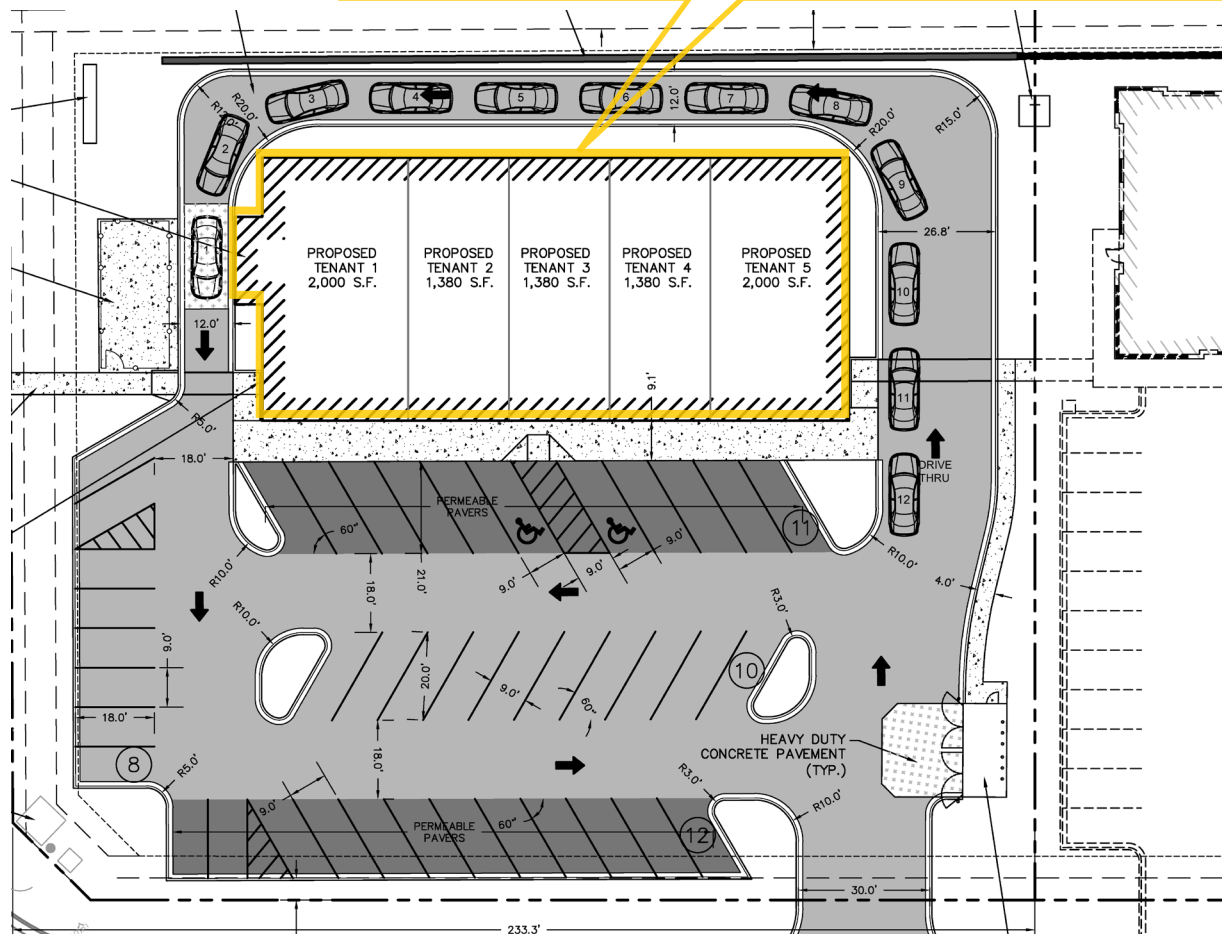 3
4
5
6
7
8
12.0'
R20.0'
R12.0'
R20.0'
R15.0'
2
9
1
26.8'
PROPOSED
TENANT 1
2,000 S.F.
PROPOSED
TENANT 2
1,380 S.F.
PROPOSED
TENANT 3
1,380 S.F.
PROPOSED
TENANT 4
1,380 S.F.
PROPOSED
TENANT 5
2,000 S.F.
10
12.0'
9.1'
11
R5.0'
18.0'
DRIVE
THRU
12
PERMEABLE
PAVERS
11
60°
9.0'
9.0'
9.0'
R10.0'
R10.0'
21.0'
18.0'
4.0'
R10.0'
R3.0'
9.0'
20.0'
9.0'
60°
10
18.0'
HEAVY DUTY
CONCRETE PAVEMENT
(TYP.)
8
R5.0'
18.0'
R3.0'
R10.0'
9.0'
PERMEABLE
PAVERS
60°
12
30.0'
233.3'